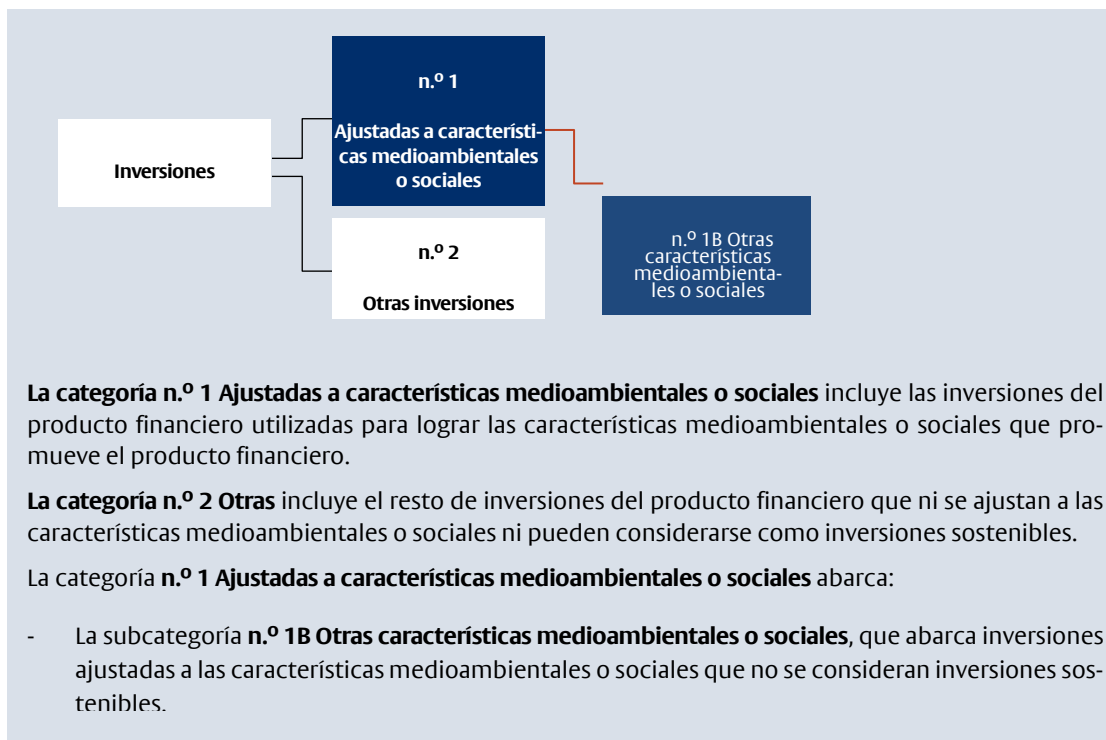 n.º 1
Ajustadas a característi-
cas medioambientales
o sociales
Inversiones
n.º 2
Otras inversiones
n.º 1B Otras
características
medioambienta-
les o sociales
La categoría n.º 1 Ajustadas a características medioambientales o sociales incluye las inversiones del
producto financiero utilizadas para lograr las características medioambientales o sociales que pro-
mueve el producto financiero.
La categoría n.º 2 Otras incluye el resto de inversiones del producto financiero que ni se ajustan a las
características medioambientales o sociales ni pueden considerarse como inversiones sostenibles.
La categoría n.º 1 Ajustadas a características medioambientales o sociales abarca:
- La subcategoría n.º 1B Otras características medioambientales o sociales, que abarca inversiones
ajustadas a las características medioambientales o sociales que no se consideran inversiones sos-
tenibles.